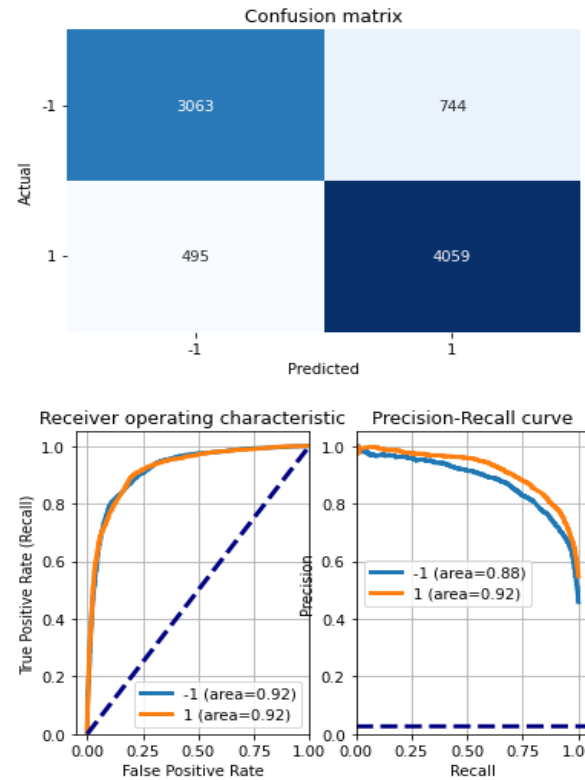 Confusion matrix
-1
3063
744
Actual
1
495
4059
-1
1
Predicted
Receiver operating characteristic
1.0
0.8
0.6
0.4
0.2
0.0
True Positive Rate (Recall)
-1 (area=0.92)
1 (area=0.92)
0.00
0.25
0.50
0.75
1.00
False Positive Rate
Precision-Recall curve
1.0
0.8
0.6
0.4
0.2
0.0
Precision
-1 (area=0.88)
1 (area=0.92)
0.00
0.25
0.50
0.75
1.00
Recall